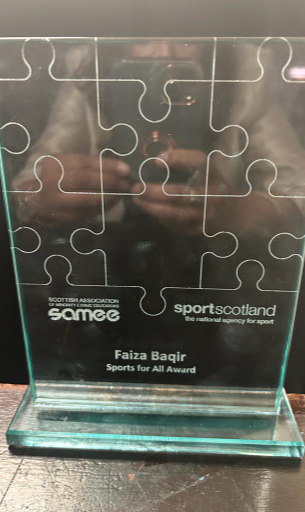 SCOTTISH ASSOCIATION
OF MINORITY ETHNIC EDUCATORS
samee
sportscotland
the national agency for sport
Faiza Baqir
Sports for All Award